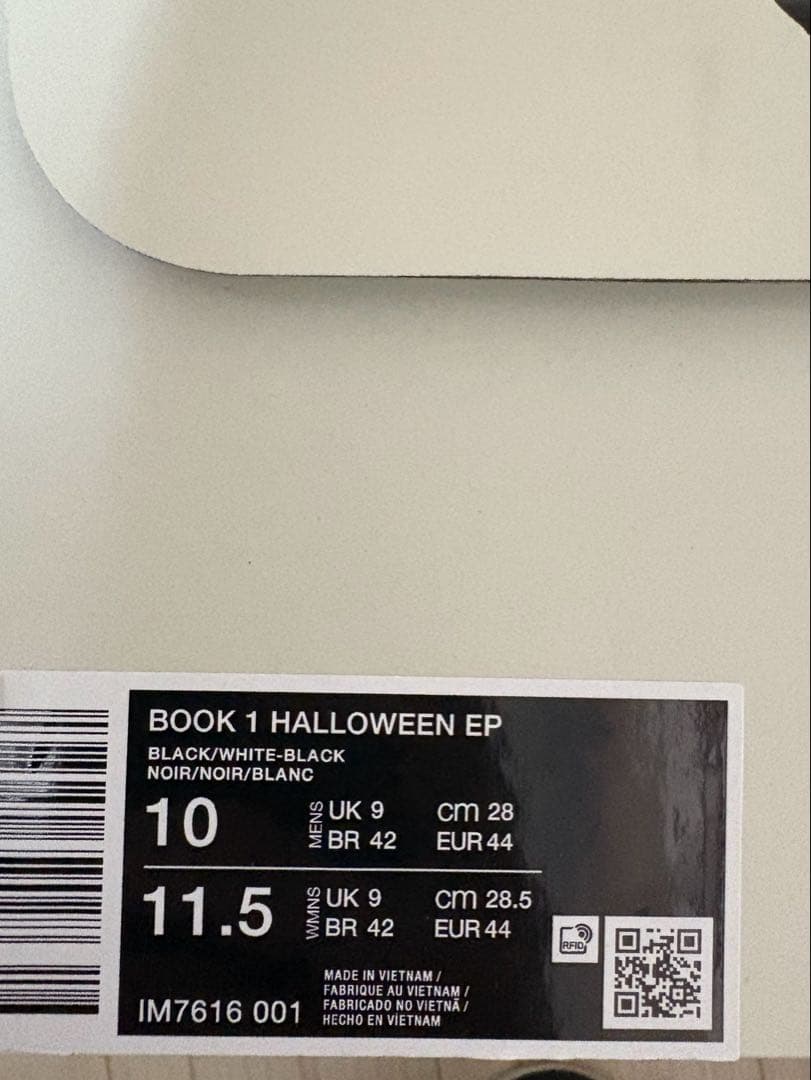 BOOK 1 HALLOWEEN EP
BLACK/WHITE-BLACK
NOIR/NOIR/BLANC
10 MENS UK 9 cm 28
BR 42 EUR 44
11.5 WMNS UK 9 cm 28.5
BR 42 EUR 44
RFID
MADE IN VIETNAM /
FABRIQUE AU VIETNAM /
FABRICADO NO VIETNÃ /
HECHO EN VIETNAM
IM7616 001